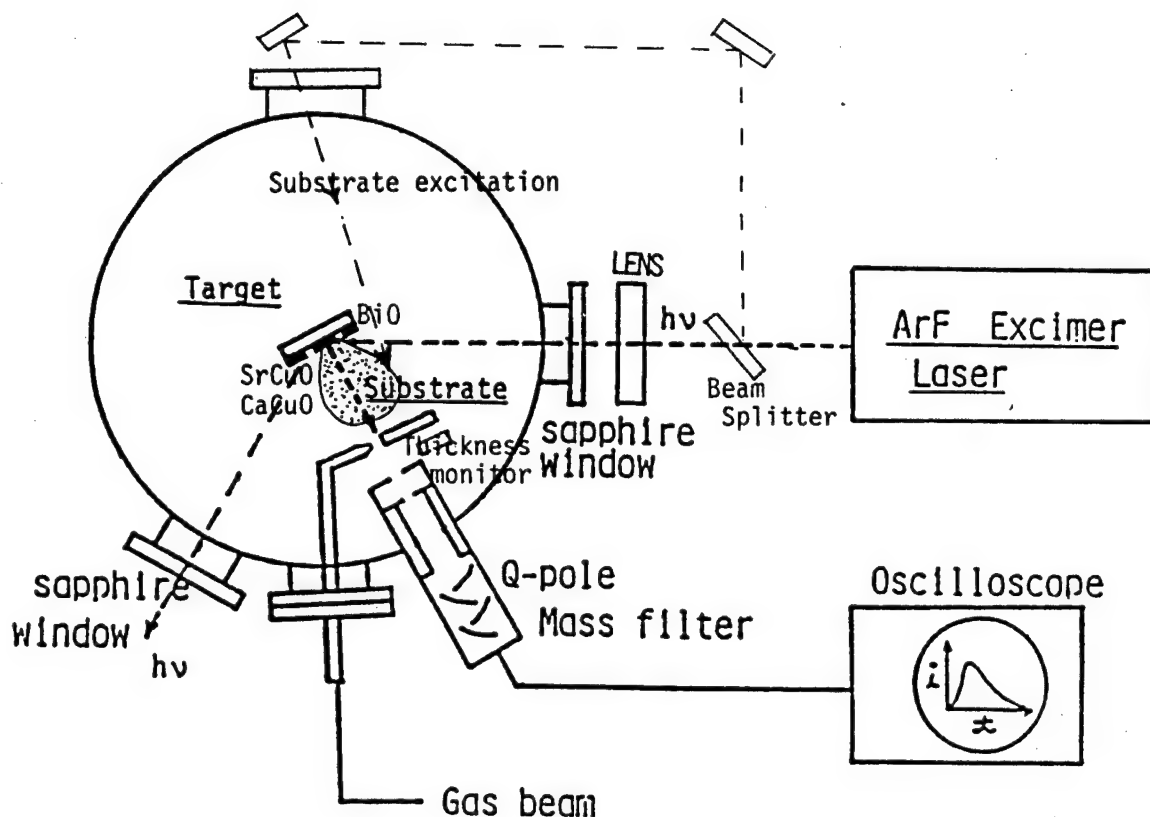 Substrate excitation
Target
BiO
SrCuO
CaCuO
Substrate
Thickness
monitor
LENS
hν
Beam
Splitter
ArF Excimer
Laser
sapphire
window
sapphire
window
hν
Q-pole
Mass filter
Oscilloscope
i
t
Gas beam